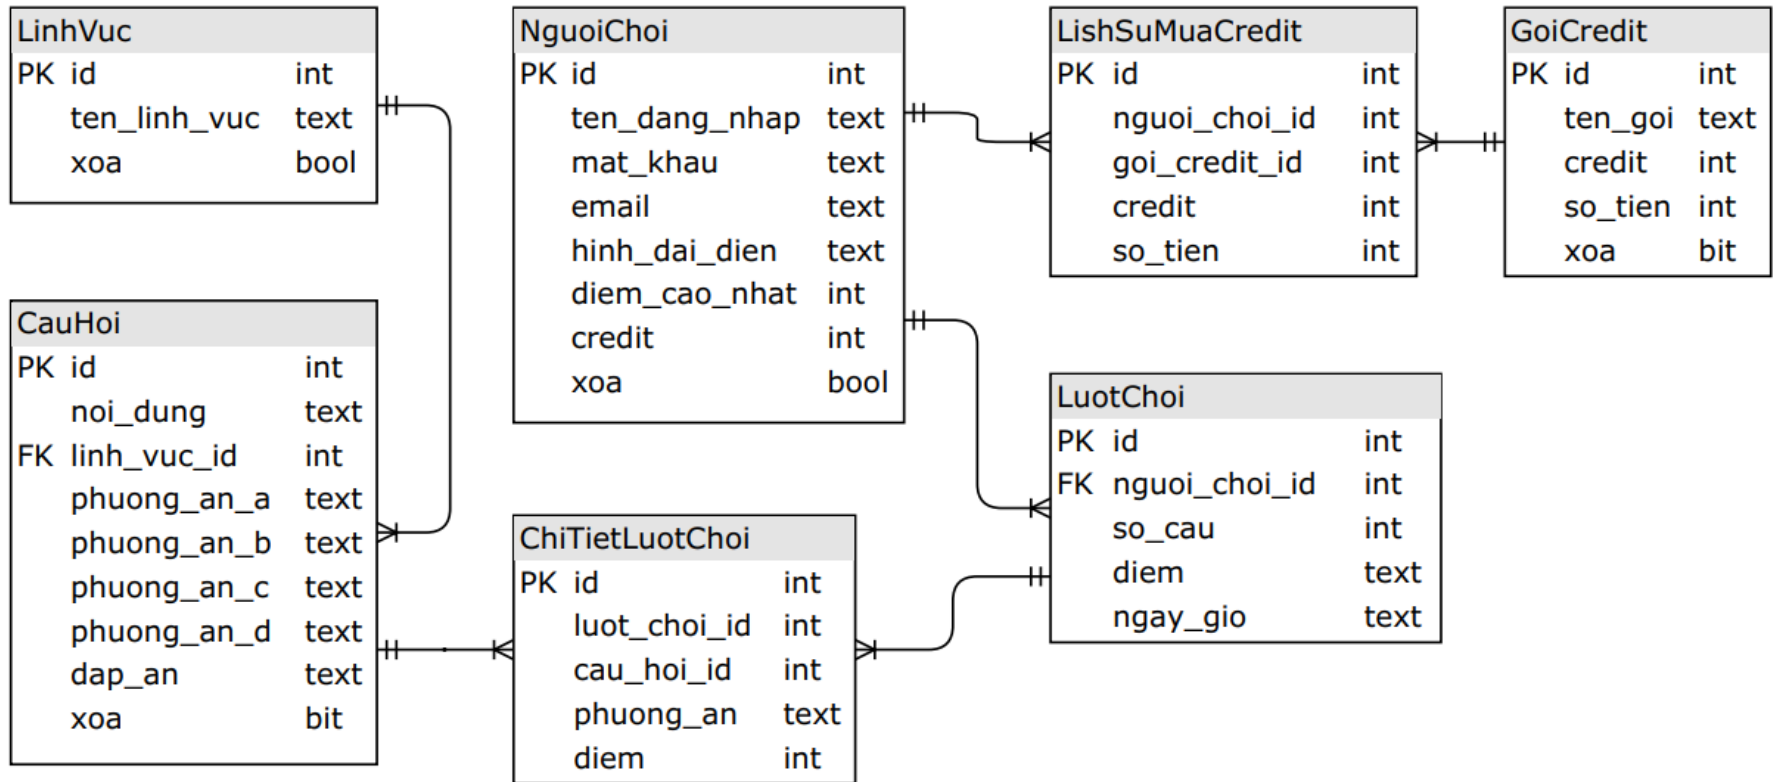 LinhVuc
PK id int
ten_linh_vuc text
xoa bool
NguoiChoi
PK id int
ten_dang_nhap text
mat_khau text
email text
hinh_dai_dien text
diem_cao_nhat int
credit int
xoa bool
LishSuMuaCredit
PK id int
nguoi_choi_id int
goi_credit_id int
credit int
so_tien int
GoiCredit
PK id int
ten_goi text
credit int
so_tien int
xoa bit
CauHoi
PK id int
noi_dung text
FK linh_vuc_id int
phuong_an_a text
phuong_an_b text
phuong_an_c text
phuong_an_d text
dap_an text
xoa bit
ChiTietLuotChoi
PK id int
luot_choi_id int
cau_hoi_id int
phuong_an text
diem int
LuotChoi
PK id int
FK nguoi_choi_id int
so_cau int
diem text
ngay_gio text